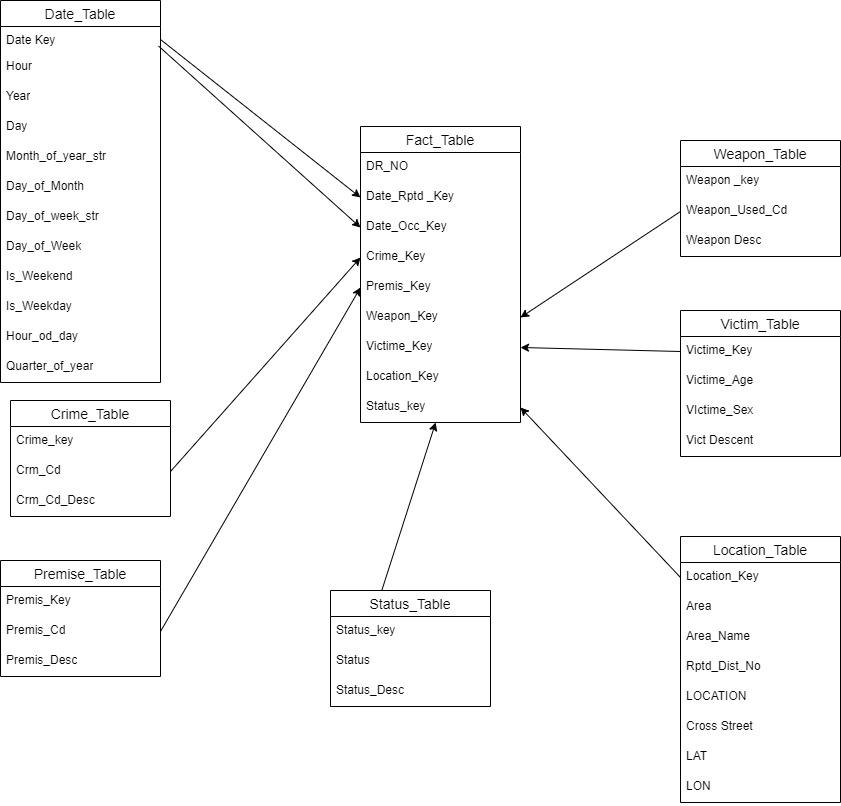 Date_Table
Date Key
Hour
Year
Day
Month_of_year_str
Day_of_Month
Day_of_week_str
Day_of_Week
Is_Weekend
Is_Weekday
Hour_od_day
Quarter_of_year
Crime_Table
Crime_key
Crm_Cd
Crm_Cd_Desc
Premise_Table
Premis_Key
Premis_Cd
Premis_Desc
Fact_Table
DR_NO
Date_Rptd _Key
Date_Occ_Key
Crime_Key
Premis_Key
Weapon_Key
Victime_Key
Location_Key
Status_key
Status_Table
Status_key
Status
Status_Desc
Weapon_Table
Weapon _key
Weapon_Used_Cd
Weapon Desc
Victim_Table
Victime_Key
Victime_Age
VIctime_Sex
Vict Descent
Location_Table
Location_Key
Area
Area_Name
Rptd_Dist_No
LOCATION
Cross Street
LAT
LON